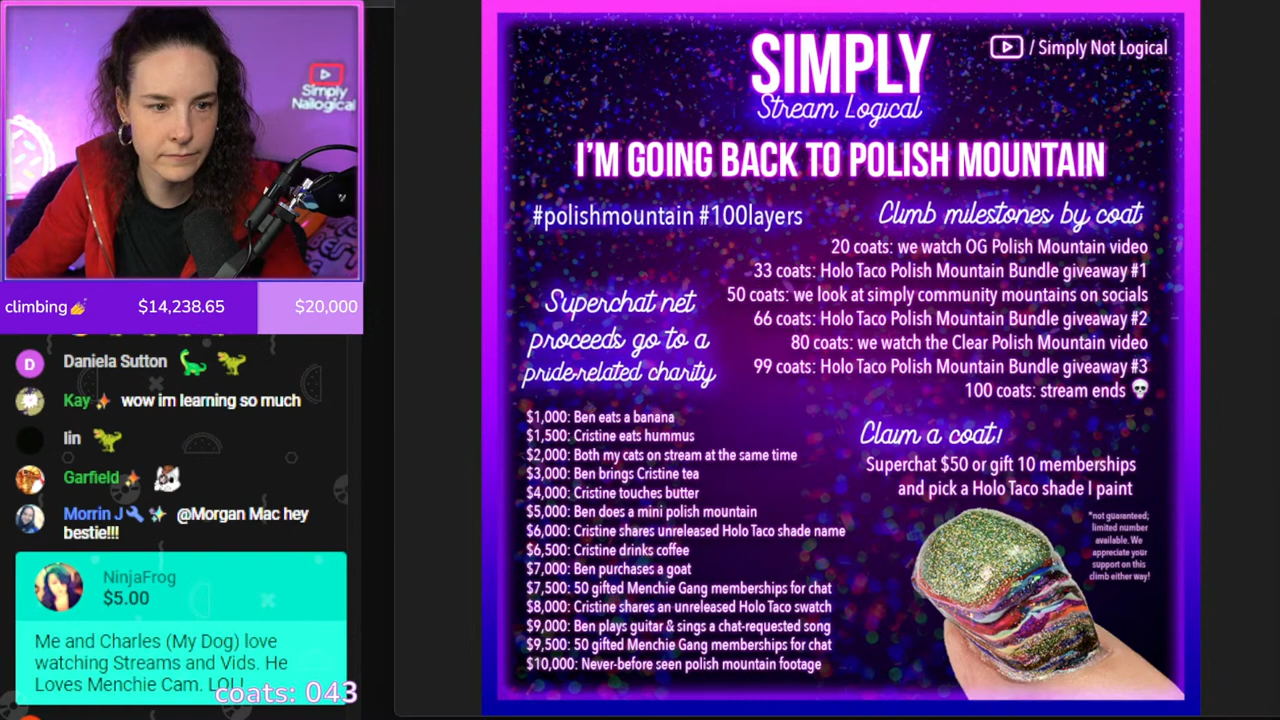 Simply
Nailogical
climbing💅 $14,238.65 $20,000
D Daniela Sutton 🦕 🦖
Kay✨ wow im learning so much
lin 🦖
Garfield✨
Morrin J🔧✨ @Morgan Mac hey
bestie!!!
NinjaFrog
$5.00
Me and Charles (My Dog) love
watching Streams and Vids. He
Loves Menchie Cam. LOL!
coats: 043
SIMPLY
Stream Logical
/ Simply Not Logical
I'M GOING BACK TO POLISH MOUNTAIN
#polishmountain #100layers
Superchat net
proceeds go to a
pride-related charity
$1,000: Ben eats a banana
$1,500: Cristine eats hummus
$2,000: Both my cats on stream at the same time
$3,000: Ben brings Cristine tea
$4,000: Cristine touches butter
$5,000: Ben does a mini polish mountain
$6,000: Cristine shares unreleased Holo Taco shade name
$6,500: Cristine drinks coffee
$7,000: Ben purchases a goat
$7,500: 50 gifted Menchie Gang memberships for chat
$8,000: Cristine shares an unreleased Holo Taco swatch
$9,000: Ben plays guitar & sings a chat-requested song
$9,500: 50 gifted Menchie Gang memberships for chat
$10,000: Never-before seen polish mountain footage
Climb milestones by coat
20 coats: we watch OG Polish Mountain video
33 coats: Holo Taco Polish Mountain Bundle giveaway #1
50 coats: we look at simply community mountains on socials
66 coats: Holo Taco Polish Mountain Bundle giveaway #2
80 coats: we watch the Clear Polish Mountain video
99 coats: Holo Taco Polish Mountain Bundle giveaway #3
100 coats: stream ends 💀
Claim a coat!
Superchat $50 or gift 10 memberships
and pick a Holo Taco shade I paint
*not guaranteed;
limited number
available. We
appreciate your
support on this
climb either way!